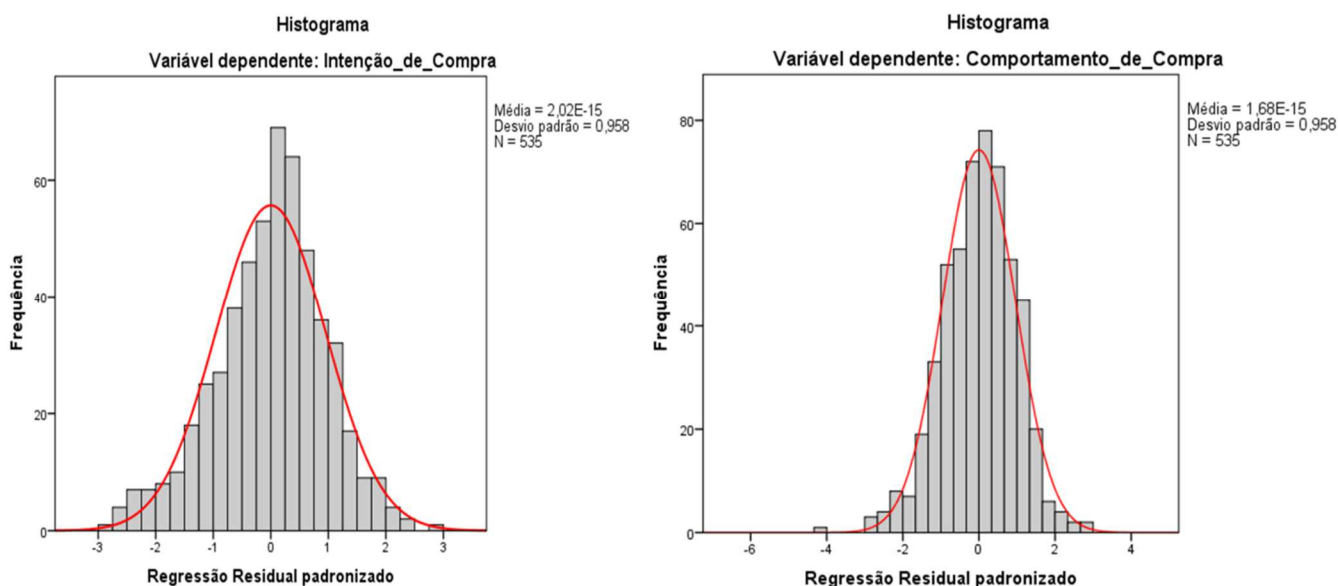 Histograma
Variável dependente: Intenção_de_Compra
Média = 2,02E-15
Desvio padrão = 0,958
N = 535
60
40
20
0
Frequência
-3 -2 -1 0 1 2 3
Regressão Residual padronizado
Histograma
Variável dependente: Comportamento_de_Compra
Média = 1,68E-15
Desvio padrão = 0,958
N = 535
80
60
40
20
0
Frequência
-6 -4 -2 0 2 4
Regressão Residual padronizado